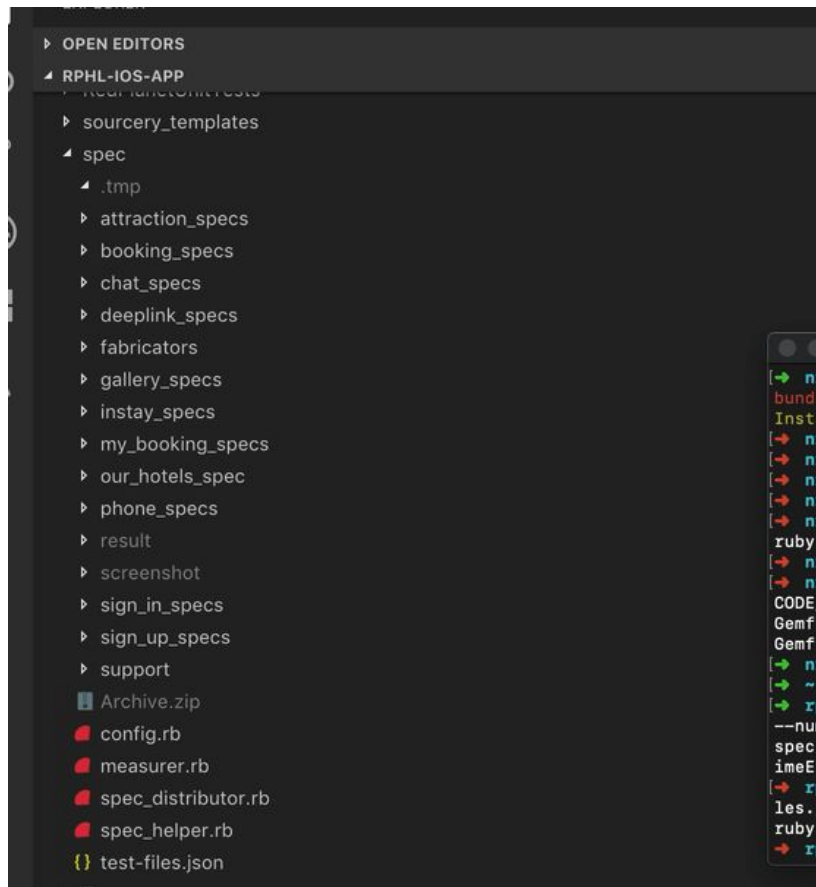 OPEN EDITORS
RPHL-IOS-APP
sourcery_templates
spec
.tmp
attraction_specs
booking_specs
chat_specs
deeplink_specs
fabricators
gallery_specs
instay_specs
my_booking_specs
our_hotels_spec
phone_specs
result
screenshot
sign_in_specs
sign_up_specs
support
Archive.zip
config.rb
measurer.rb
spec_distributor.rb
spec_helper.rb
test-files.json
n
bund
Inst
n
n
n
n
n
ruby
n
n
CODE
Gemf
Gemf
n
~
r
--nu
spec
imeE
r
les.
ruby
r